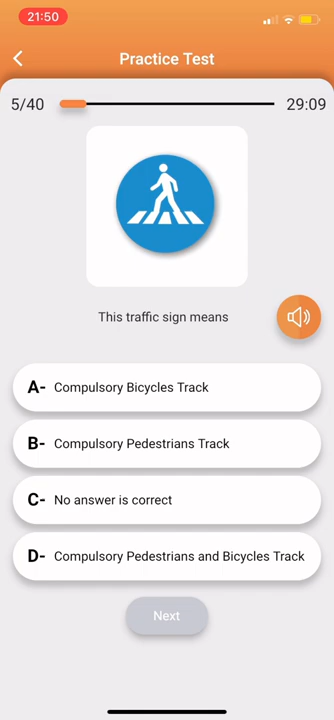 21:50
Practice Test
5/40
29:09
This traffic sign means
A- Compulsory Bicycles Track
B- Compulsory Pedestrians Track
C- No answer is correct
D- Compulsory Pedestrians and Bicycles Track
Next